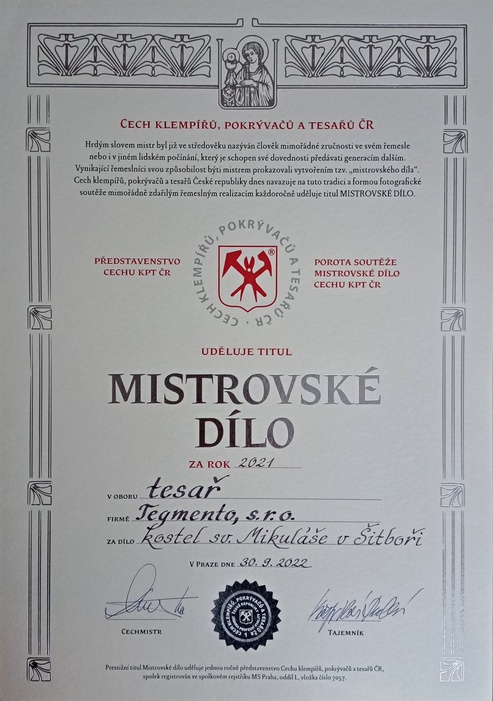 CECH KLEMPÍŘŮ, POKRÝVAČŮ A TESAŘŮ ČR
Hrdým slovem mistr byl již ve středověku nazýván člověk mimořádné zručnosti ve svém řemesle
nebo i v jiném lidském počínání, který je schopen své dovednosti předávati generacím dalším.
Vynikající řemeslníci svou způsobilost býti mistrem prokazovali vytvořením tzv. „mistrovského díla“.
Cech klempířů, pokrývačů a tesařů České republiky dnes navazuje na tuto tradici a formou fotografické
soutěže mimořádně zdařilým řemeslným realizacím každoročně uděluje titul MISTROVSKÉ DÍLO.
PŘEDSTAVENSTVO
CECHU KPT ČR
CECH KLEMPÍŘŮ, POKRÝVAČŮ A TESAŘŮ ČR ·
®
POROTA SOUTĚŽE
MISTROVSKÉ DÍLO
CECHU KPT ČR
UDĚLUJE TITUL
MISTROVSKÉ
DÍLO
ZA ROK 2021
V OBORU tesař
FIRMĚ Tegmento, s.r.o.
ZA DÍLO kostel sv. Mikuláše v Šitboři
V PRAZE DNE 30. 9. 2022
CECHMISTR
TAJEMNÍK
Prestižní titul Mistrovské dílo uděluje jednou ročně představenstvo Cechu klempířů, pokrývačů a tesařů ČR,
spolek registrován ve spolkovém rejstříku MS Praha, oddíl L, vložka číslo 7057.